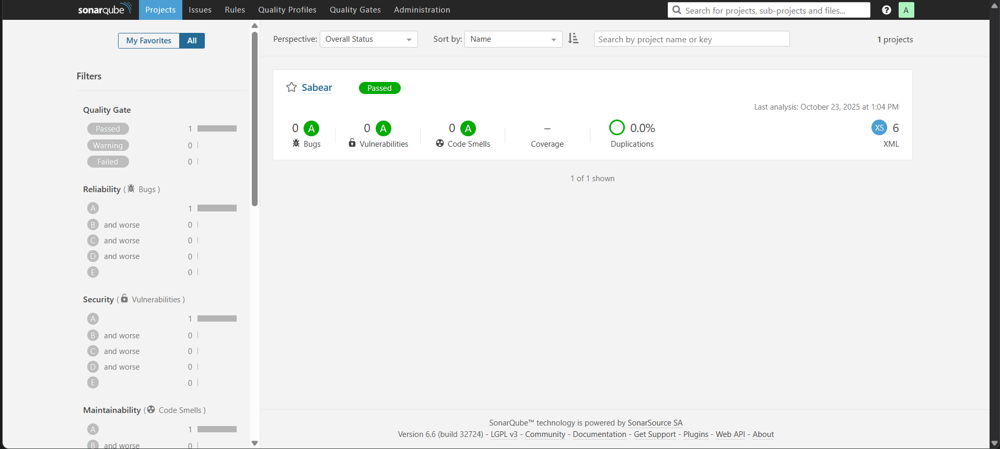 sonarqube Projects Issues Rules Quality Profiles Quality Gates Administration Search for projects, sub-projects and files... ? A
My Favorites All
Perspective: Overall Status Sort by: Name Search by project name or key 1 projects
Filters
Quality Gate
Passed 1
Warning 0
Failed 0
Reliability ( Bugs )
A 1
B and worse 0
C and worse 0
D and worse 0
E 0
Security ( Vulnerabilities )
A 1
B and worse 0
C and worse 0
D and worse 0
E 0
Maintainability ( Code Smells )
A 1
B and worse 0
Sabear Passed
Last analysis: October 23, 2025 at 1:04 PM
0 A 0 A 0 A – 0.0% XS 6
Bugs Vulnerabilities Code Smells Coverage Duplications XML
1 of 1 shown
SonarQube™ technology is powered by SonarSource SA
Version 6.6 (build 32724) - LGPL v3 - Community - Documentation - Get Support - Plugins - Web API - About